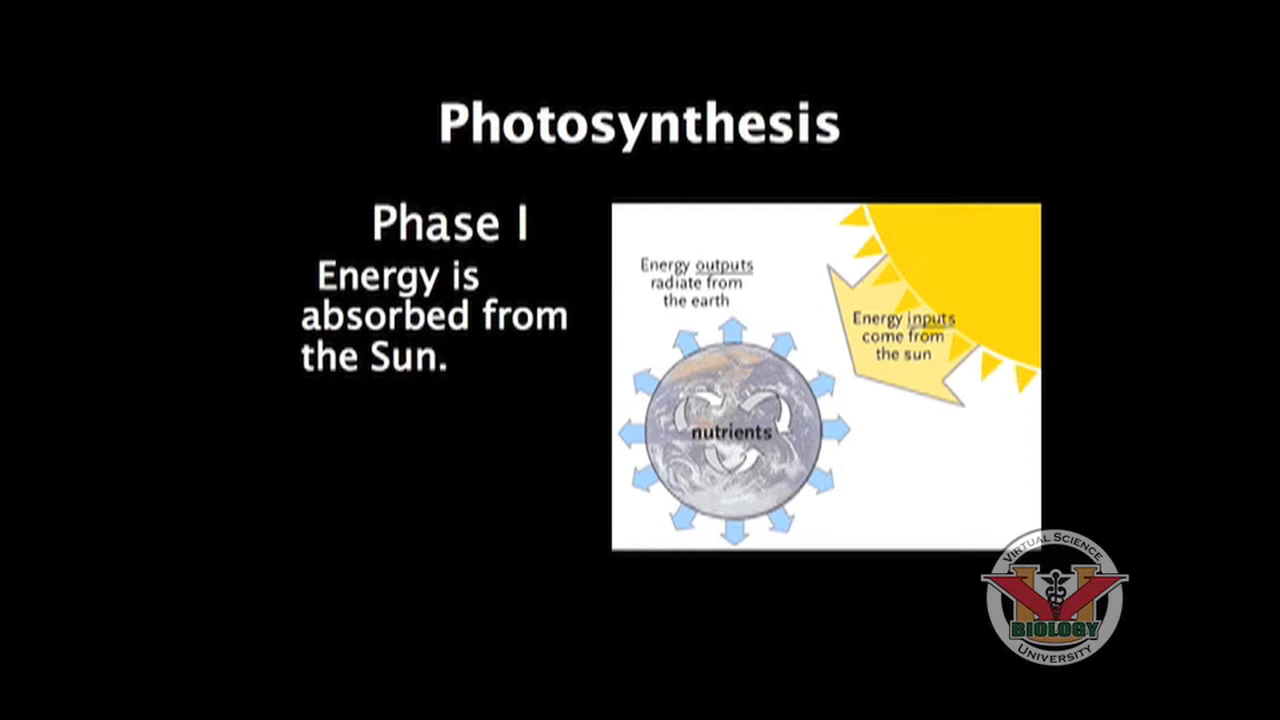 Photosynthesis
Phase I
Energy is
absorbed from
the Sun.
Energy outputs
radiate from
the earth
Energy inputs
come from
the sun
nutrients
VIRTUAL SCIENCE
BIOLOGY
UNIVERSITY